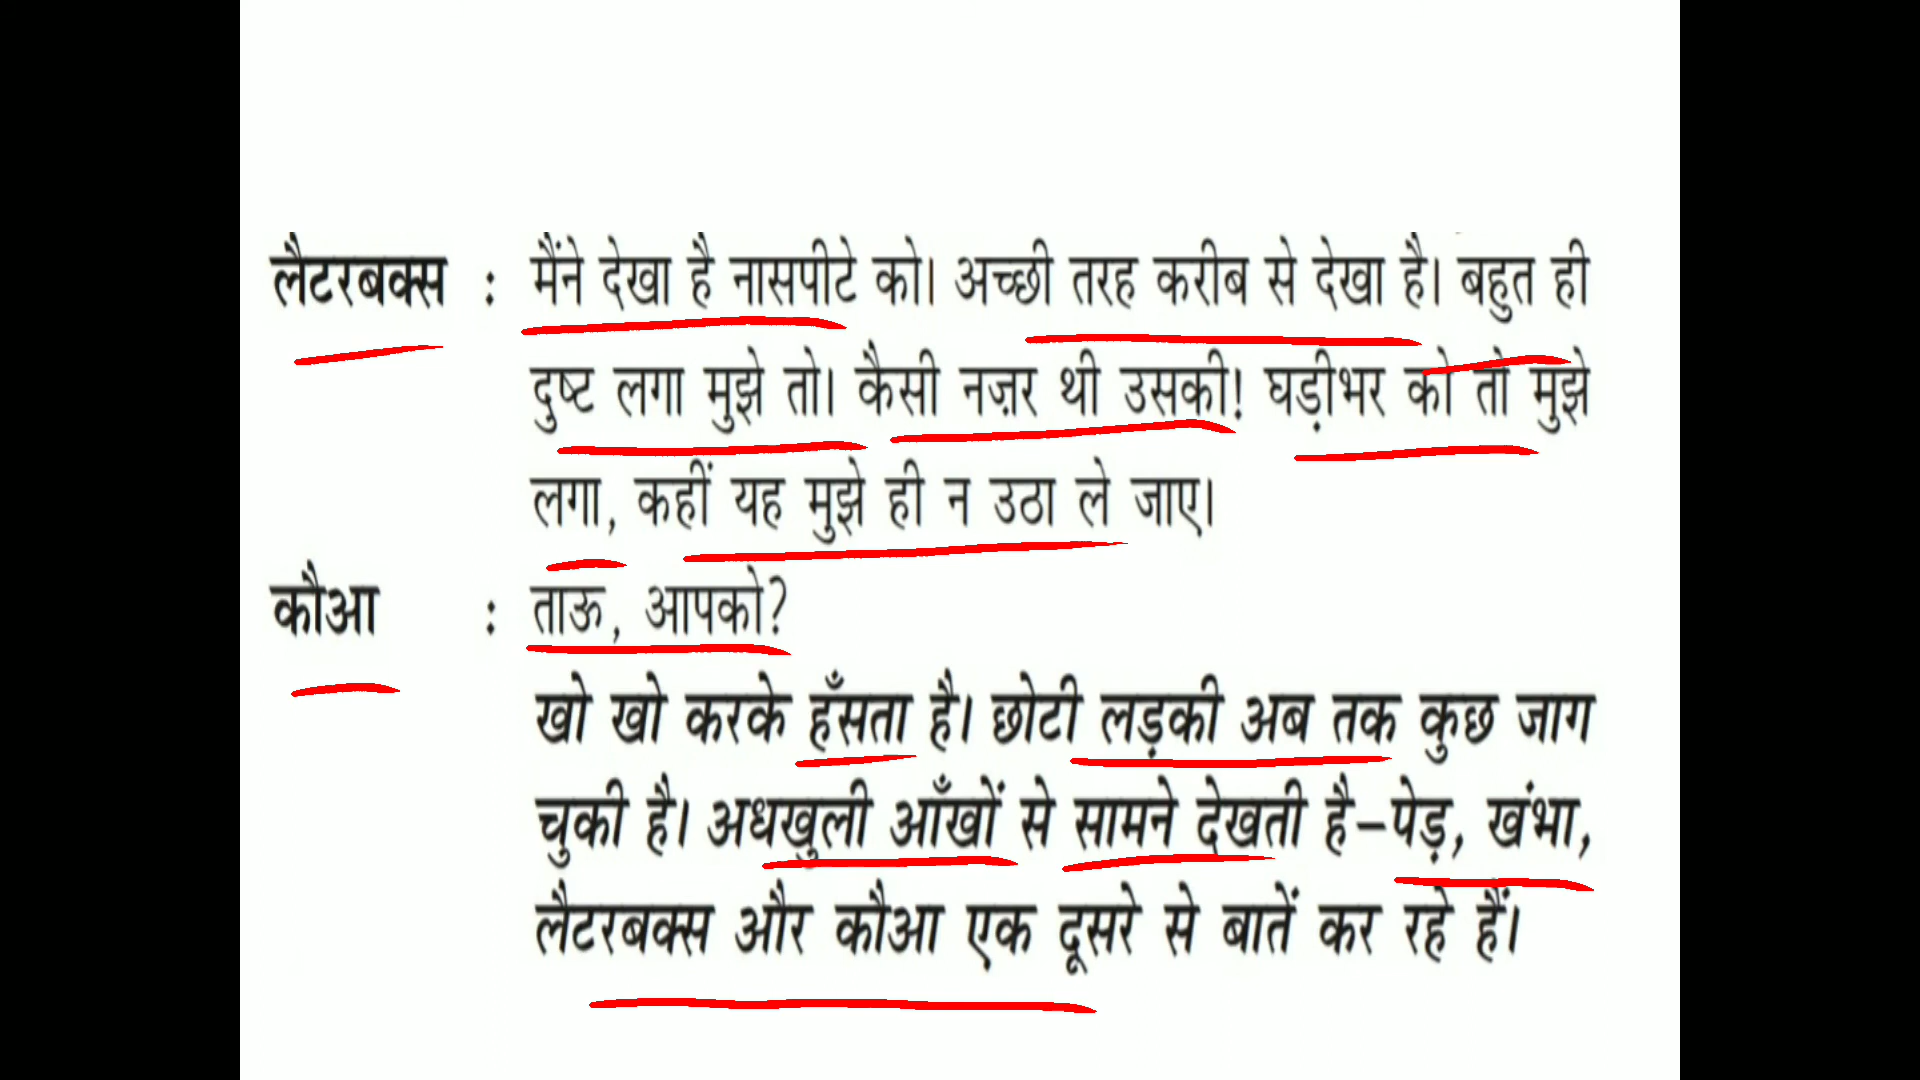 लैटरबक्स : मैंने देखा है नासपीटे को। अच्छी तरह करीब से देखा है। बहुत ही
दुष्ट लगा मुझे तो। कैसी नज़र थी उसकी! घड़ीभर को तो मुझे
लगा, कहीं यह मुझे ही न उठा ले जाए।
कौआ : ताऊ, आपको?
खो खो करके हँसता है। छोटी लड़की अब तक कुछ जाग
चुकी है। अधखुली आँखों से सामने देखती है–पेड़, खंभा,
लैटरबक्स और कौआ एक दूसरे से बातें कर रहे हैं।